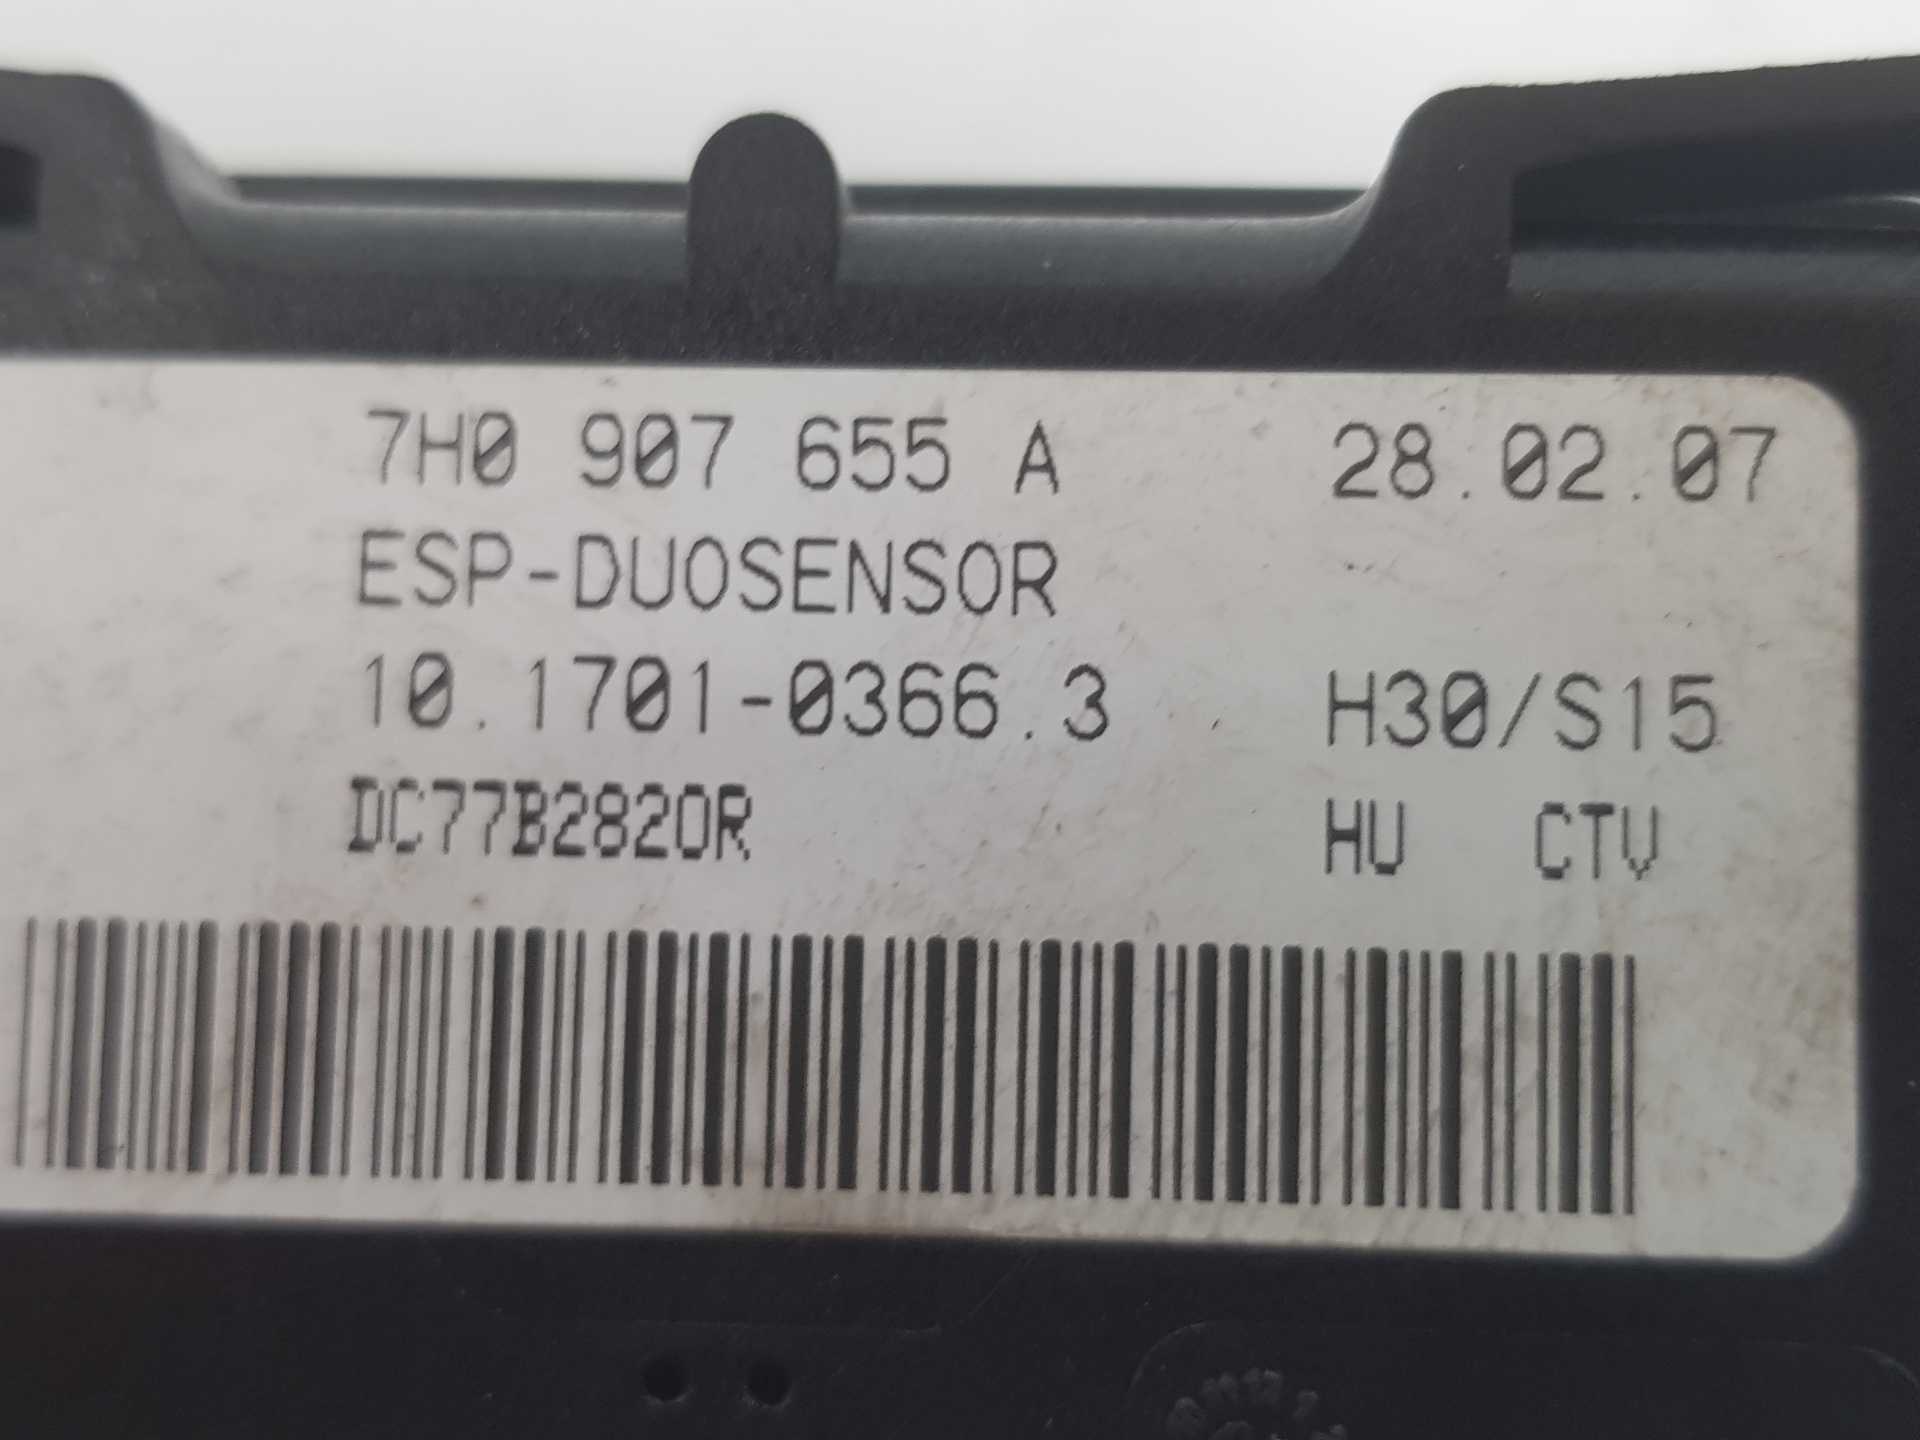 7H0 907 655 A 28.02.07
ESP-DUOSENSOR
10.1701-0366.3 H30/S15
DC77B2820R HU CTV